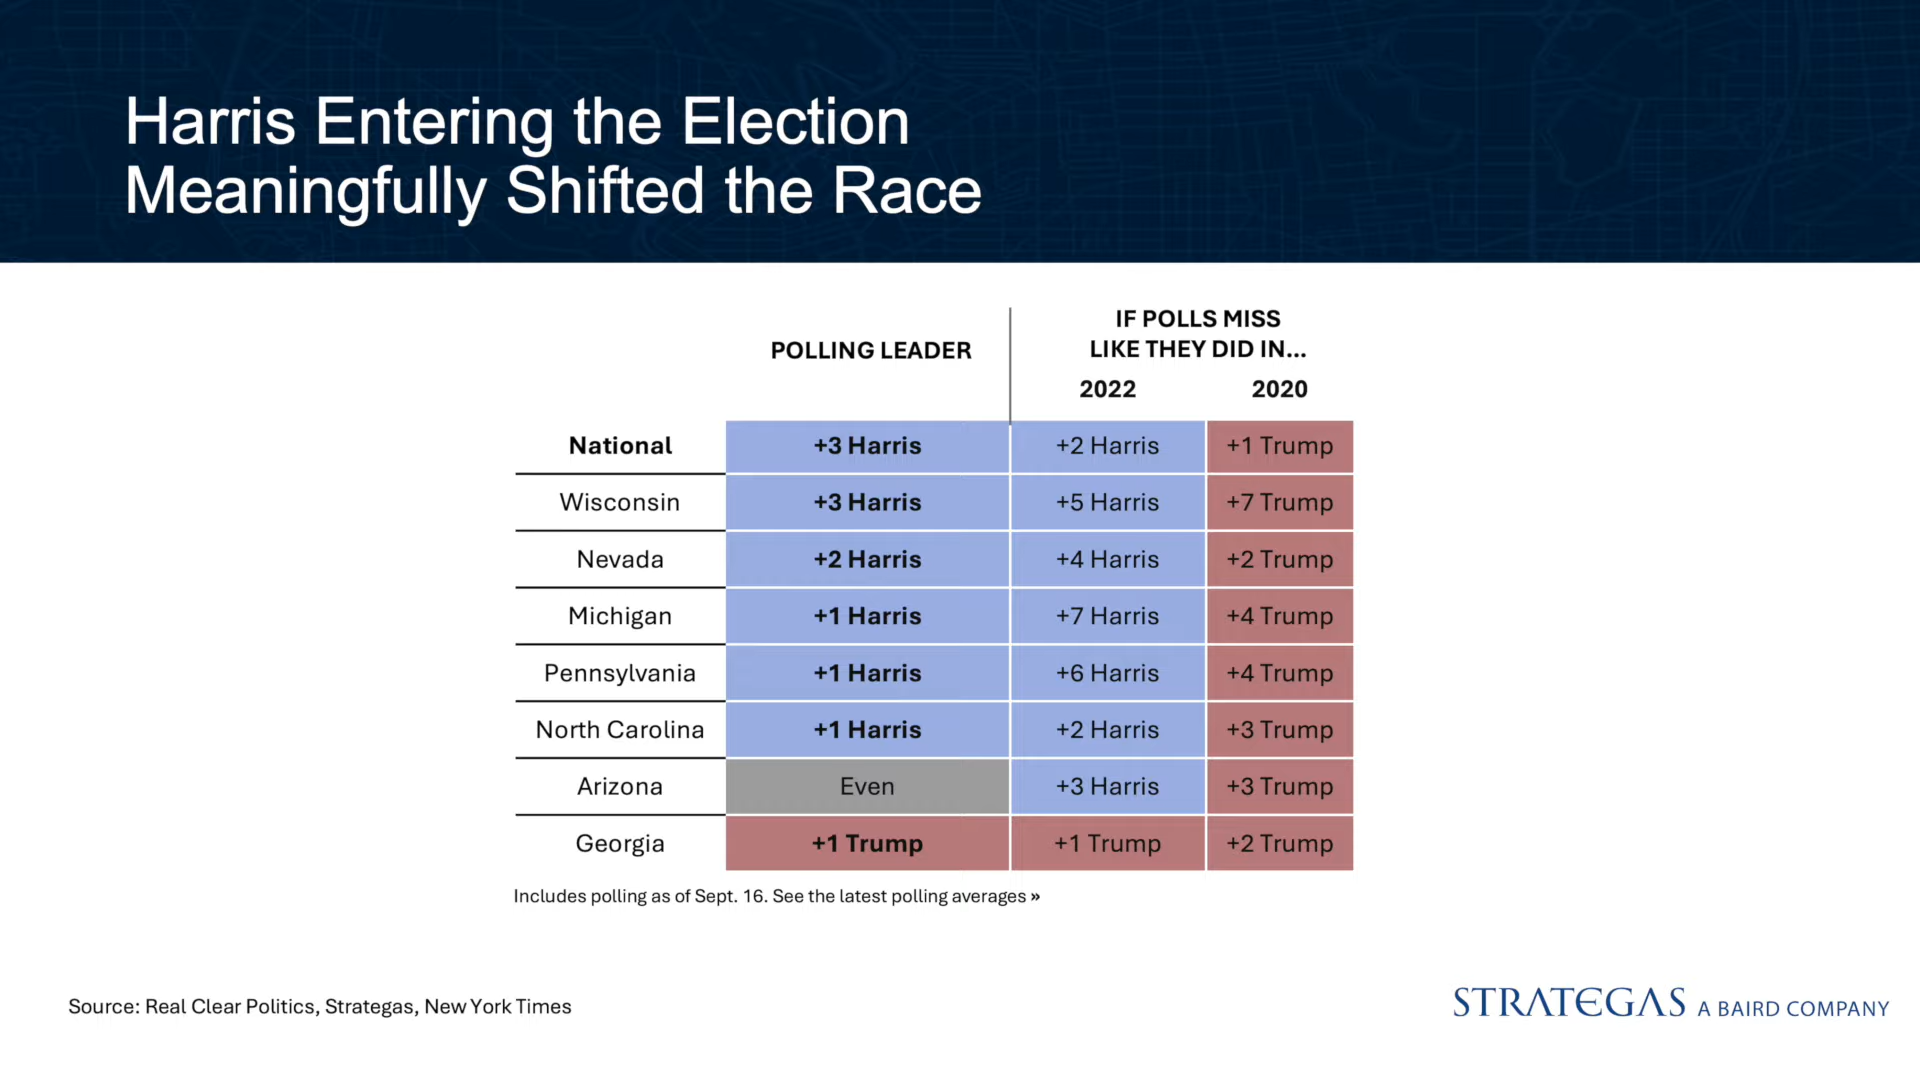 Harris Entering the Election
Meaningfully Shifted the Race
POLLING LEADER
IF POLLS MISS
LIKE THEY DID IN...
2022 2020
National +3 Harris +2 Harris +1 Trump
Wisconsin +3 Harris +5 Harris +7 Trump
Nevada +2 Harris +4 Harris +2 Trump
Michigan +1 Harris +7 Harris +4 Trump
Pennsylvania +1 Harris +6 Harris +4 Trump
North Carolina +1 Harris +2 Harris +3 Trump
Arizona Even +3 Harris +3 Trump
Georgia +1 Trump +1 Trump +2 Trump
Includes polling as of Sept. 16. See the latest polling averages »
Source: Real Clear Politics, Strategas, New York Times
STRATEGAS A BAIRD COMPANY